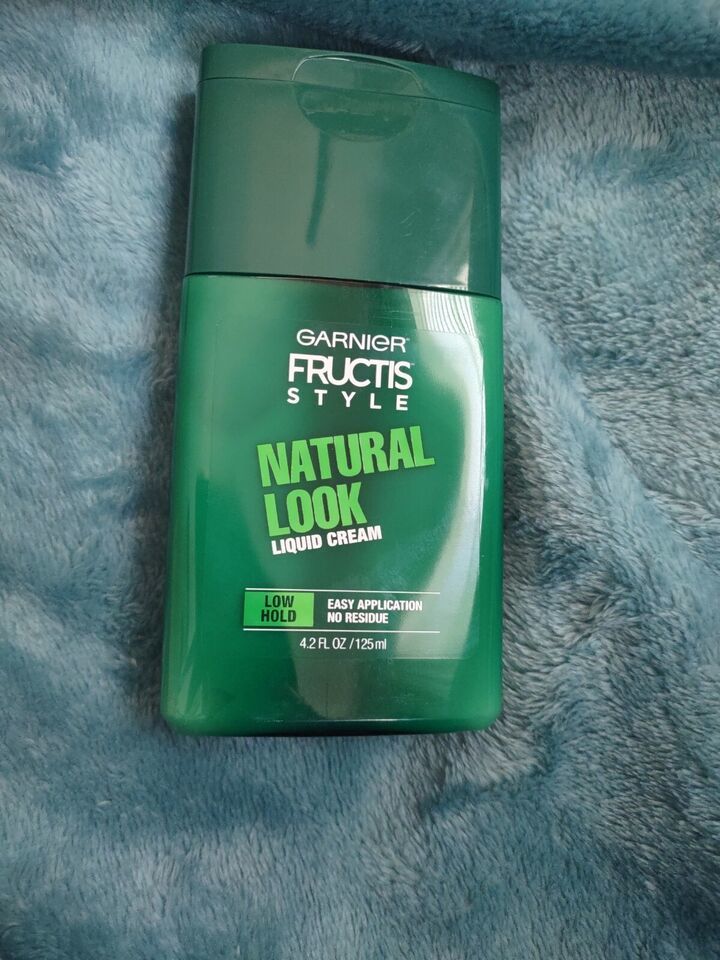 GARNIER
FRUCTIS
STYLE
NATURAL
LOOK
LIQUID CREAM
LOW
HOLD
EASY APPLICATION
NO RESIDUE
4.2 FL OZ / 125 ml